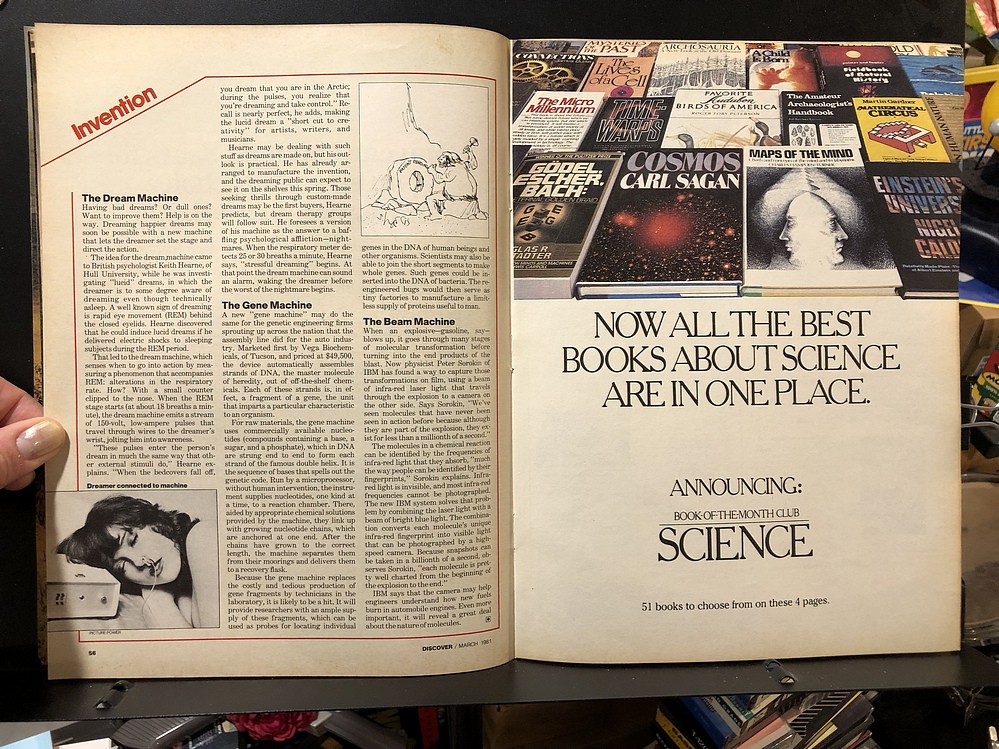 Invention
The Dream Machine
Having bad dreams? Or dull ones?
Want to improve them? Help is on the
way. Dreaming happier dreams may
soon be possible with a new machine
that lets the dreamer set the stage and
direct the action.
The idea for the dream machine came
to British psychologist Keith Hearne, of
Hull University, while he was investi-
gating "lucid" dreams, in which the
dreamer is to some degree aware of
dreaming even though technically
asleep. A well known sign of dreaming
is rapid eye movement (REM) behind
the closed eyelids. Hearne discovered
that he could induce lucid dreams if he
delivered electric shocks to sleeping
subjects during the REM period.
That led to the dream machine, which
senses when to go into action by mea-
suring a phenomenon that accompanies
REM: alterations in the respiratory
rate. How? With a small counter
clipped to the nose. When the REM
stage starts (at about 18 breaths a min-
ute), the dream machine emits a stream
of 150-volt, low-ampere pulses that
travel through wires to the dreamer's
wrist, jolting him into awareness.
"These pulses enter the person's
dream in much the same way that oth-
er external stimuli do," Hearne ex-
plains. "When the bedcovers fall off,
Dreamer connected to machine
PICTURE POWER
56
you dream that you are in the Arctic;
during the pulses, you realize that
you're dreaming and take control." Re-
call is nearly perfect, he adds, making
the lucid dream a "short cut to cre-
ativity" for artists, writers, and
musicians.
Hearne may be dealing with such
stuff as dreams are made on, but his out-
look is practical. He has already ar-
ranged to manufacture the invention,
and the dreaming public can expect to
see it on the shelves this spring. Those
seeking thrills through custom-made
dreams may be the first buyers, Hearne
predicts, but dream therapy groups
will follow suit. He foresees a version
of his machine as the answer to a baf-
fling psychological affliction—night-
mares. When the respiratory meter de-
tects 25 or 30 breaths a minute, Hearne
says, "stressful dreaming" begins. At
that point the dream machine can sound
an alarm, waking the dreamer before
the worst of the nightmare begins.
The Gene Machine
A new "gene machine" may do the
same for the genetic engineering firms
sprouting up across the nation that the
assembly line did for the auto indus-
try. Marketed first by Vega Biochem-
icals, of Tucson, and priced at $49,500,
the device automatically assembles
strands of DNA, the master molecule
of heredity, out of off-the-shelf chem-
icals. Each of these strands is, in ef-
fect, a fragment of a gene, the unit
that imparts a particular characteristic
to an organism.
For raw materials, the gene machine
uses commercially available nucleo-
tides (compounds containing a base, a
sugar, and a phosphate), which in DNA
are strung end to end to form each
strand of the famous double helix. It is
the sequence of bases that spells out the
genetic code. Run by a microprocessor,
without human intervention, the instru-
ment supplies nucleotides, one kind at
a time, to a reaction chamber. There,
aided by appropriate chemical solutions
provided by the machine, they link up
with growing nucleotide chains, which
are anchored at one end. After the
chains have grown to the correct
length, the machine separates them
from their moorings and delivers them
to a recovery flask.
Because the gene machine replaces
the costly and tedious production of
gene fragments by technicians in the
laboratory, it is likely to be a hit. It will
provide researchers with an ample sup-
ply of these fragments, which can be
used as probes for locating individual
genes in the DNA of human beings and
other organisms. Scientists may also be
able to join the short segments to make
whole genes. Such genes could be in-
serted into the DNA of bacteria. The re-
engineered bugs would then serve as
tiny factories to manufacture a limit-
less supply of proteins useful to man.
The Beam Machine
When an explosive—gasoline, say—
blows up, it goes through many stages
of molecular transformation before
turning into the end products of the
blast. Now physicist Peter Sorokin of
IBM has found a way to capture those
transformations on film, using a beam
of infra-red laser light that travels
through the explosion to a camera on
the other side. Says Sorokin, "We've
seen molecules that have never been
seen in action before because although
they are part of the explosion, they ex-
ist for less than a millionth of a second."
The molecules in a chemical reaction
can be identified by the frequencies of
infra-red light that they absorb, "much
the way people can be identified by their
fingerprints," Sorokin explains. Infra-
red light is invisible, and most infra-red
frequencies cannot be photographed.
The new IBM system solves that prob-
lem by combining the laser light with a
beam of bright blue light. The combina-
tion converts each molecule's unique
infra-red fingerprint into visible light
that can be photographed by a high-
speed camera. Because snapshots can
be taken in a billionth of a second, ob-
serves Sorokin, "each molecule is pret-
ty well charted from the beginning of
the explosion to the end."
IBM says that the camera may help
engineers understand how new fuels
burn in automobile engines. Even more
important, it will reveal a great deal
about the nature of molecules.
DISCOVER / MARCH 1981
MYSTERIES OF THE PAST
ARCHOSAURIA
CONNECTIONS
The Lives of a Cell
A Child Is Born
Fieldbook of Natural History
The Micro Millennium
TIME WARPS
FAVORITE
Audubon
BIRDS OF AMERICA
ROGER TORY PETERSON
The Amateur Archaeologist's Handbook
Martin Gardner
MATHEMATICAL CIRCUS
WINNER OF THE PULITZER PRIZE
GÖDEL, ESCHER, BACH:
COSMOS
CARL SAGAN
MAPS OF THE MIND
EINSTEIN'S UNIVERSE
NIGEL CALDER
NOW ALL THE BEST
BOOKS ABOUT SCIENCE
ARE IN ONE PLACE.
ANNOUNCING:
BOOK-OF-THE-MONTH CLUB
SCIENCE
51 books to choose from on these 4 pages.